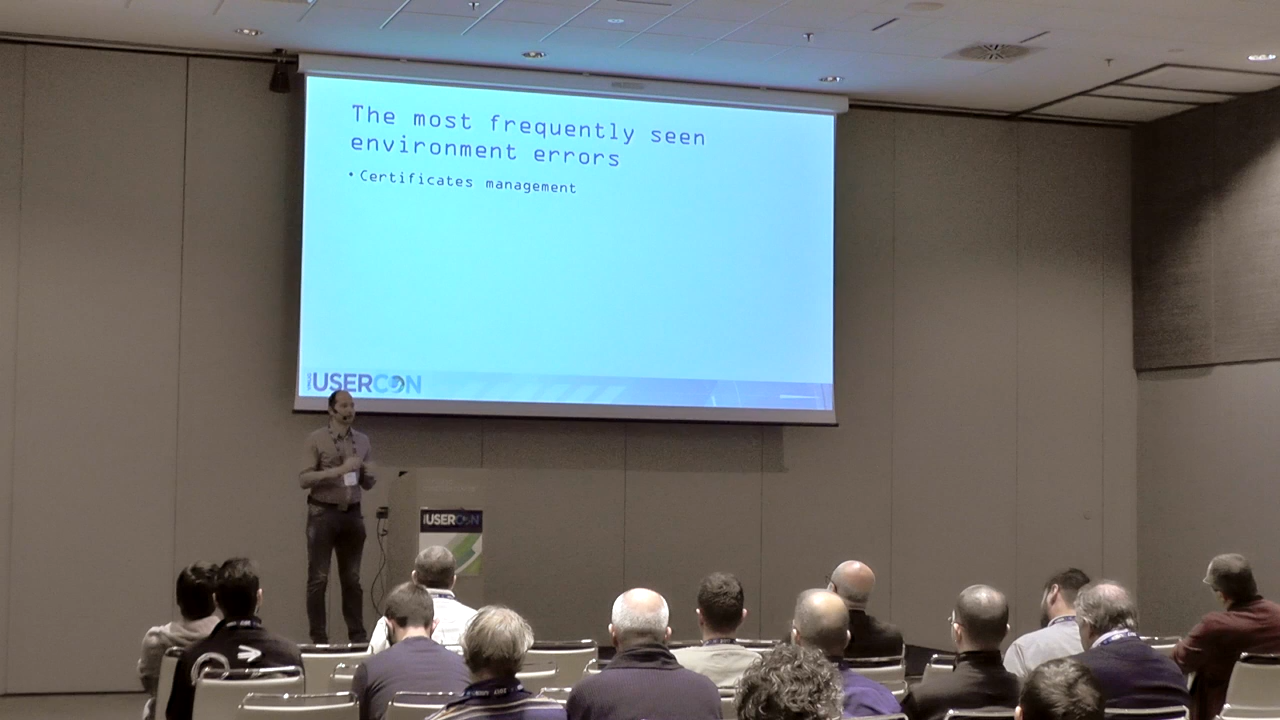 The most frequently seen
environment errors
• Certificates management
USERCON
USERCON